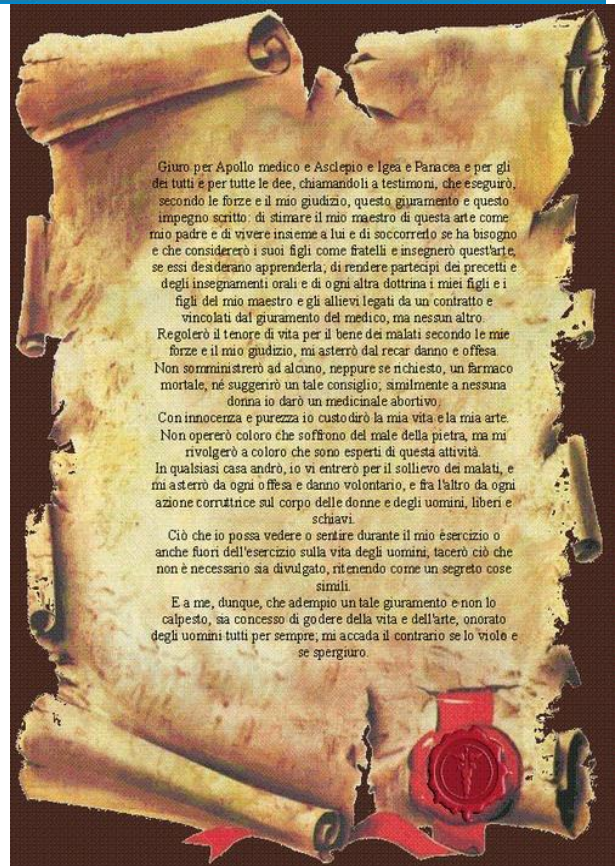 Giuro per Apollo medico e Asclepio e Igea e Panacea e per gli
dei tutti e per tutte le dee, chiamandoli a testimoni, che eseguirò,
secondo le forze e il mio giudizio, questo giuramento e questo
impegno scritto: di stimare il mio maestro di questa arte come
mio padre e di vivere insieme a lui e di soccorrerlo se ha bisogno
e che considererò i suoi figli come fratelli e insegnerò quest'arte,
se essi desiderano apprenderla; di rendere partecipi dei precetti e
degli insegnamenti orali e di ogni altra dottrina i miei figli e i
figli del mio maestro e gli allievi legati da un contratto e
vincolati dal giuramento del medico, ma nessun altro.
Regolerò il tenore di vita per il bene dei malati secondo le mie
forze e il mio giudizio, mi asterrò dal recar danno e offesa.
Non somministrerò ad alcuno, neppure se richiesto, un farmaco
mortale, né suggerirò un tale consiglio; similmente a nessuna
donna io darò un medicinale abortivo.
Con innocenza e purezza io custodirò la mia vita e la mia arte.
Non opererò coloro che soffrono del male della pietra, ma mi
rivolgerò a coloro che sono esperti di questa attività.
In qualsiasi casa andrò, io vi entrerò per il sollievo dei malati, e
mi asterrò da ogni offesa e danno volontario, e fra l'altro da ogni
azione corruttrice sul corpo delle donne e degli uomini, liberi e
schiavi.
Ciò che io possa vedere o sentire durante il mio esercizio o
anche fuori dell'esercizio sulla vita degli uomini, tacerò ciò che
non è necessario sia divulgato, ritenendo come un segreto cose
simili.
E a me, dunque, che adempio un tale giuramento e non lo
calpesto, sia concesso di godere della vita e dell'arte, onorato
degli uomini tutti per sempre; mi accada il contrario se lo violo e
se spergiuro.